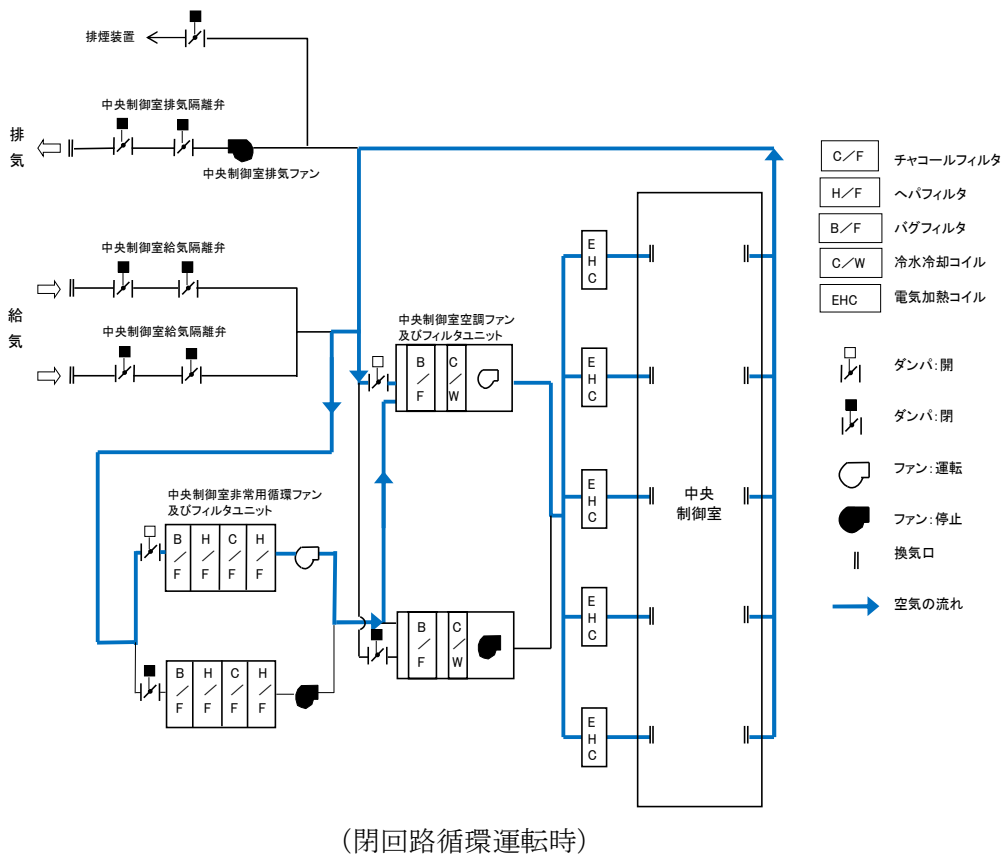 排煙装置
中央制御室排気隔離弁
排
気
中央制御室排気ファン
中央制御室給気隔離弁
給
気
中央制御室給気隔離弁
中央制御室空調ファン
及びフィルタユニット
B/F
C/W
中央制御室非常用循環ファン
及びフィルタユニット
B/F
H/F
C/F
H/F
B/F
H/F
C/F
H/F
B/F
C/W
EHC
EHC
EHC
EHC
EHC
中央
制御室
C/F チャコールフィルタ
H/F ヘパフィルタ
B/F バグフィルタ
C/W 冷水冷却コイル
EHC 電気加熱コイル
ダンパ:開
ダンパ:閉
ファン:運転
ファン:停止
換気口
空気の流れ
(閉回路循環運転時)